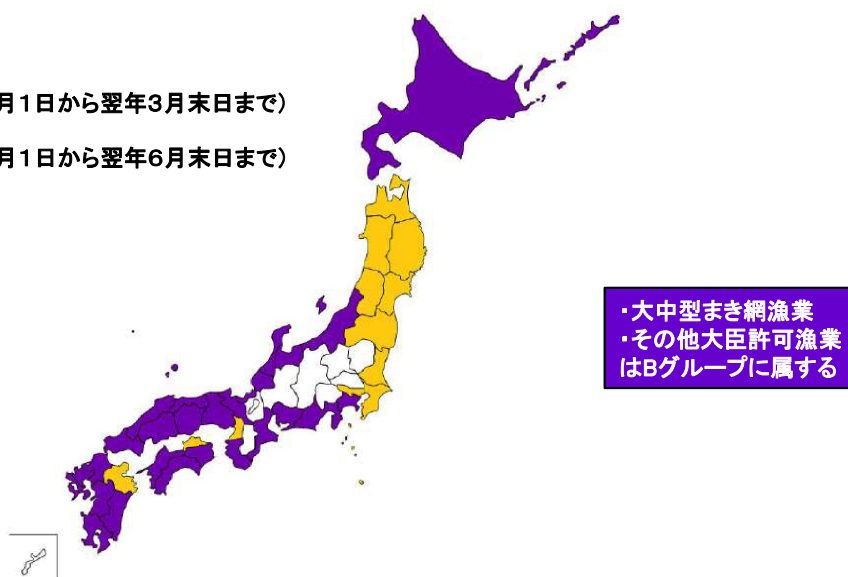 月1日から翌年3月末日まで）
月1日から翌年6月末日まで）
・大中型まき網漁業
・その他大臣許可漁業
はBグループに属する